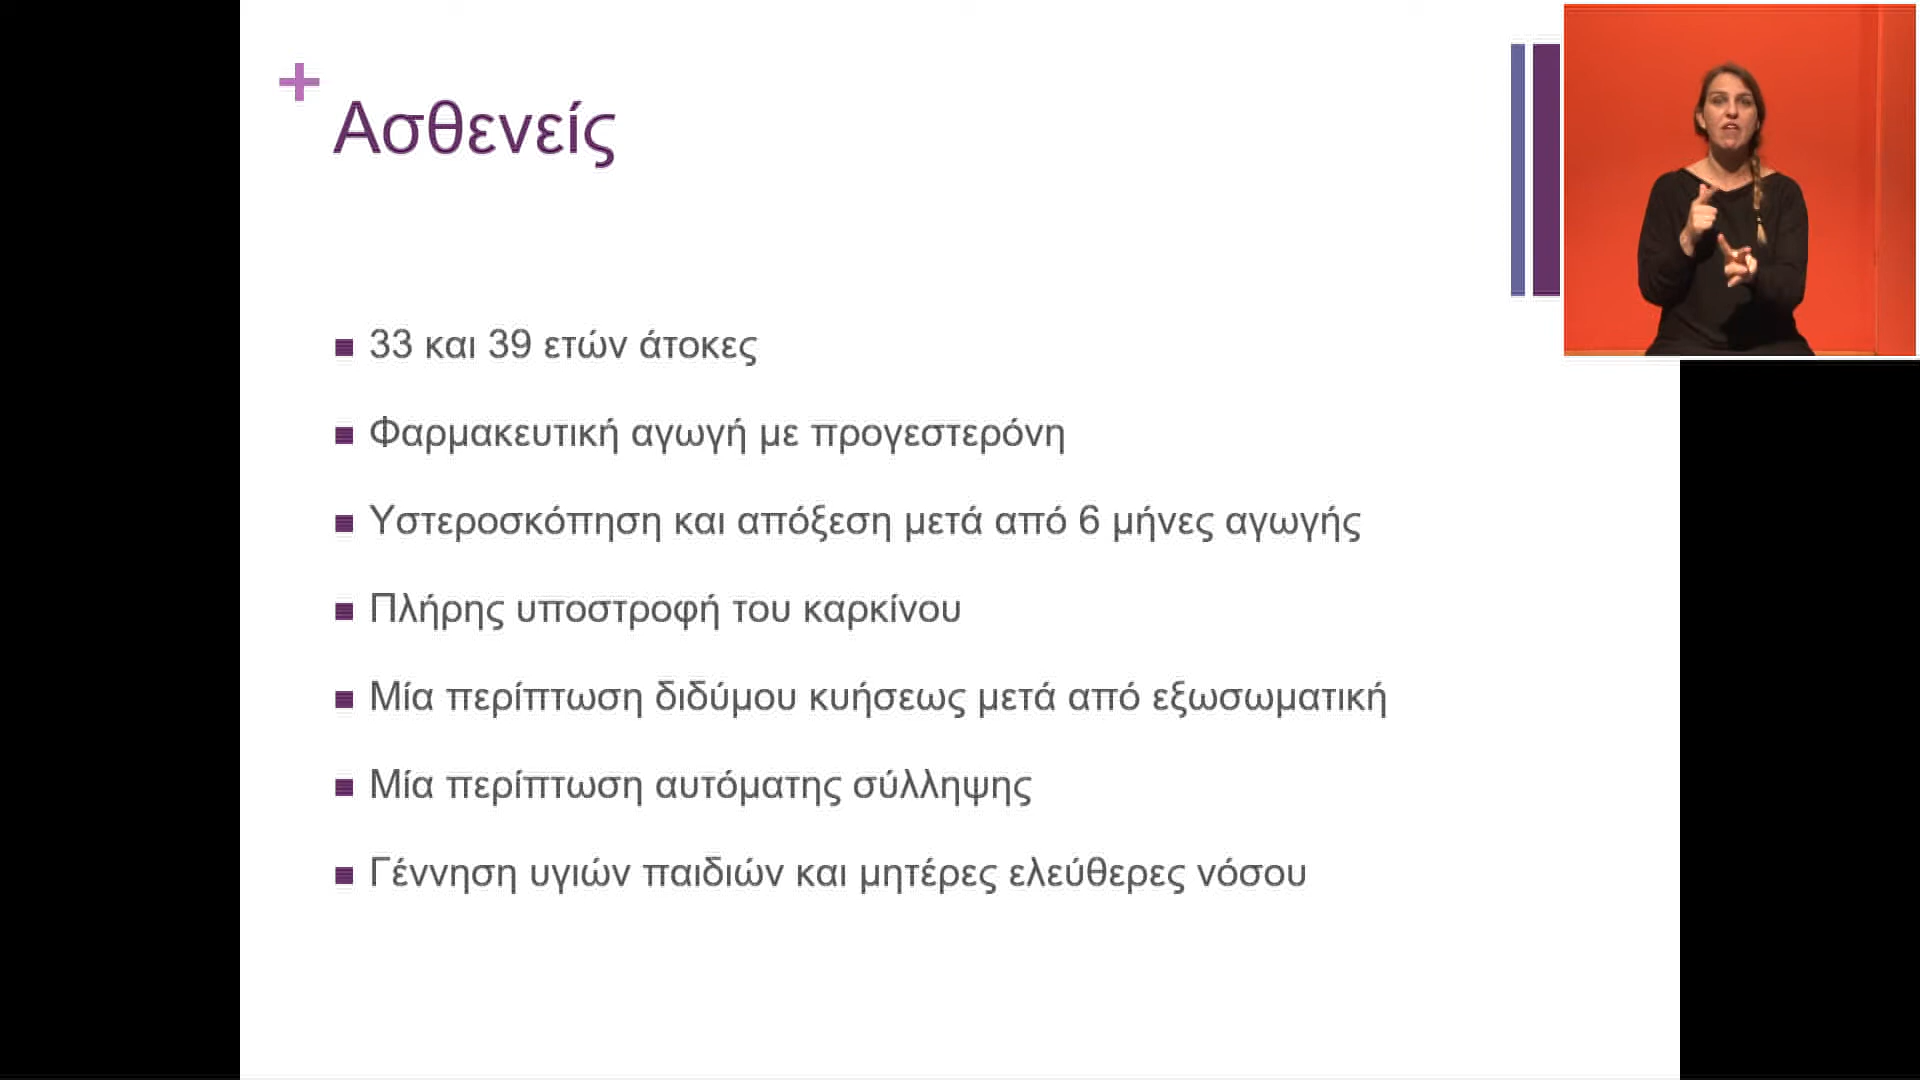 Ασθενείς
33 και 39 ετών άτοκες
Φαρμακευτική αγωγή με προγεστερόνη
Υστεροσκόπηση και απόξεση μετά από 6 μήνες αγωγής
Πλήρης υποστροφή του καρκίνου
Μία περίπτωση διδύμου κυήσεως μετά από εξωσωματική
Μία περίπτωση αυτόματης σύλληψης
Γέννηση υγιών παιδιών και μητέρες ελεύθερες νόσου